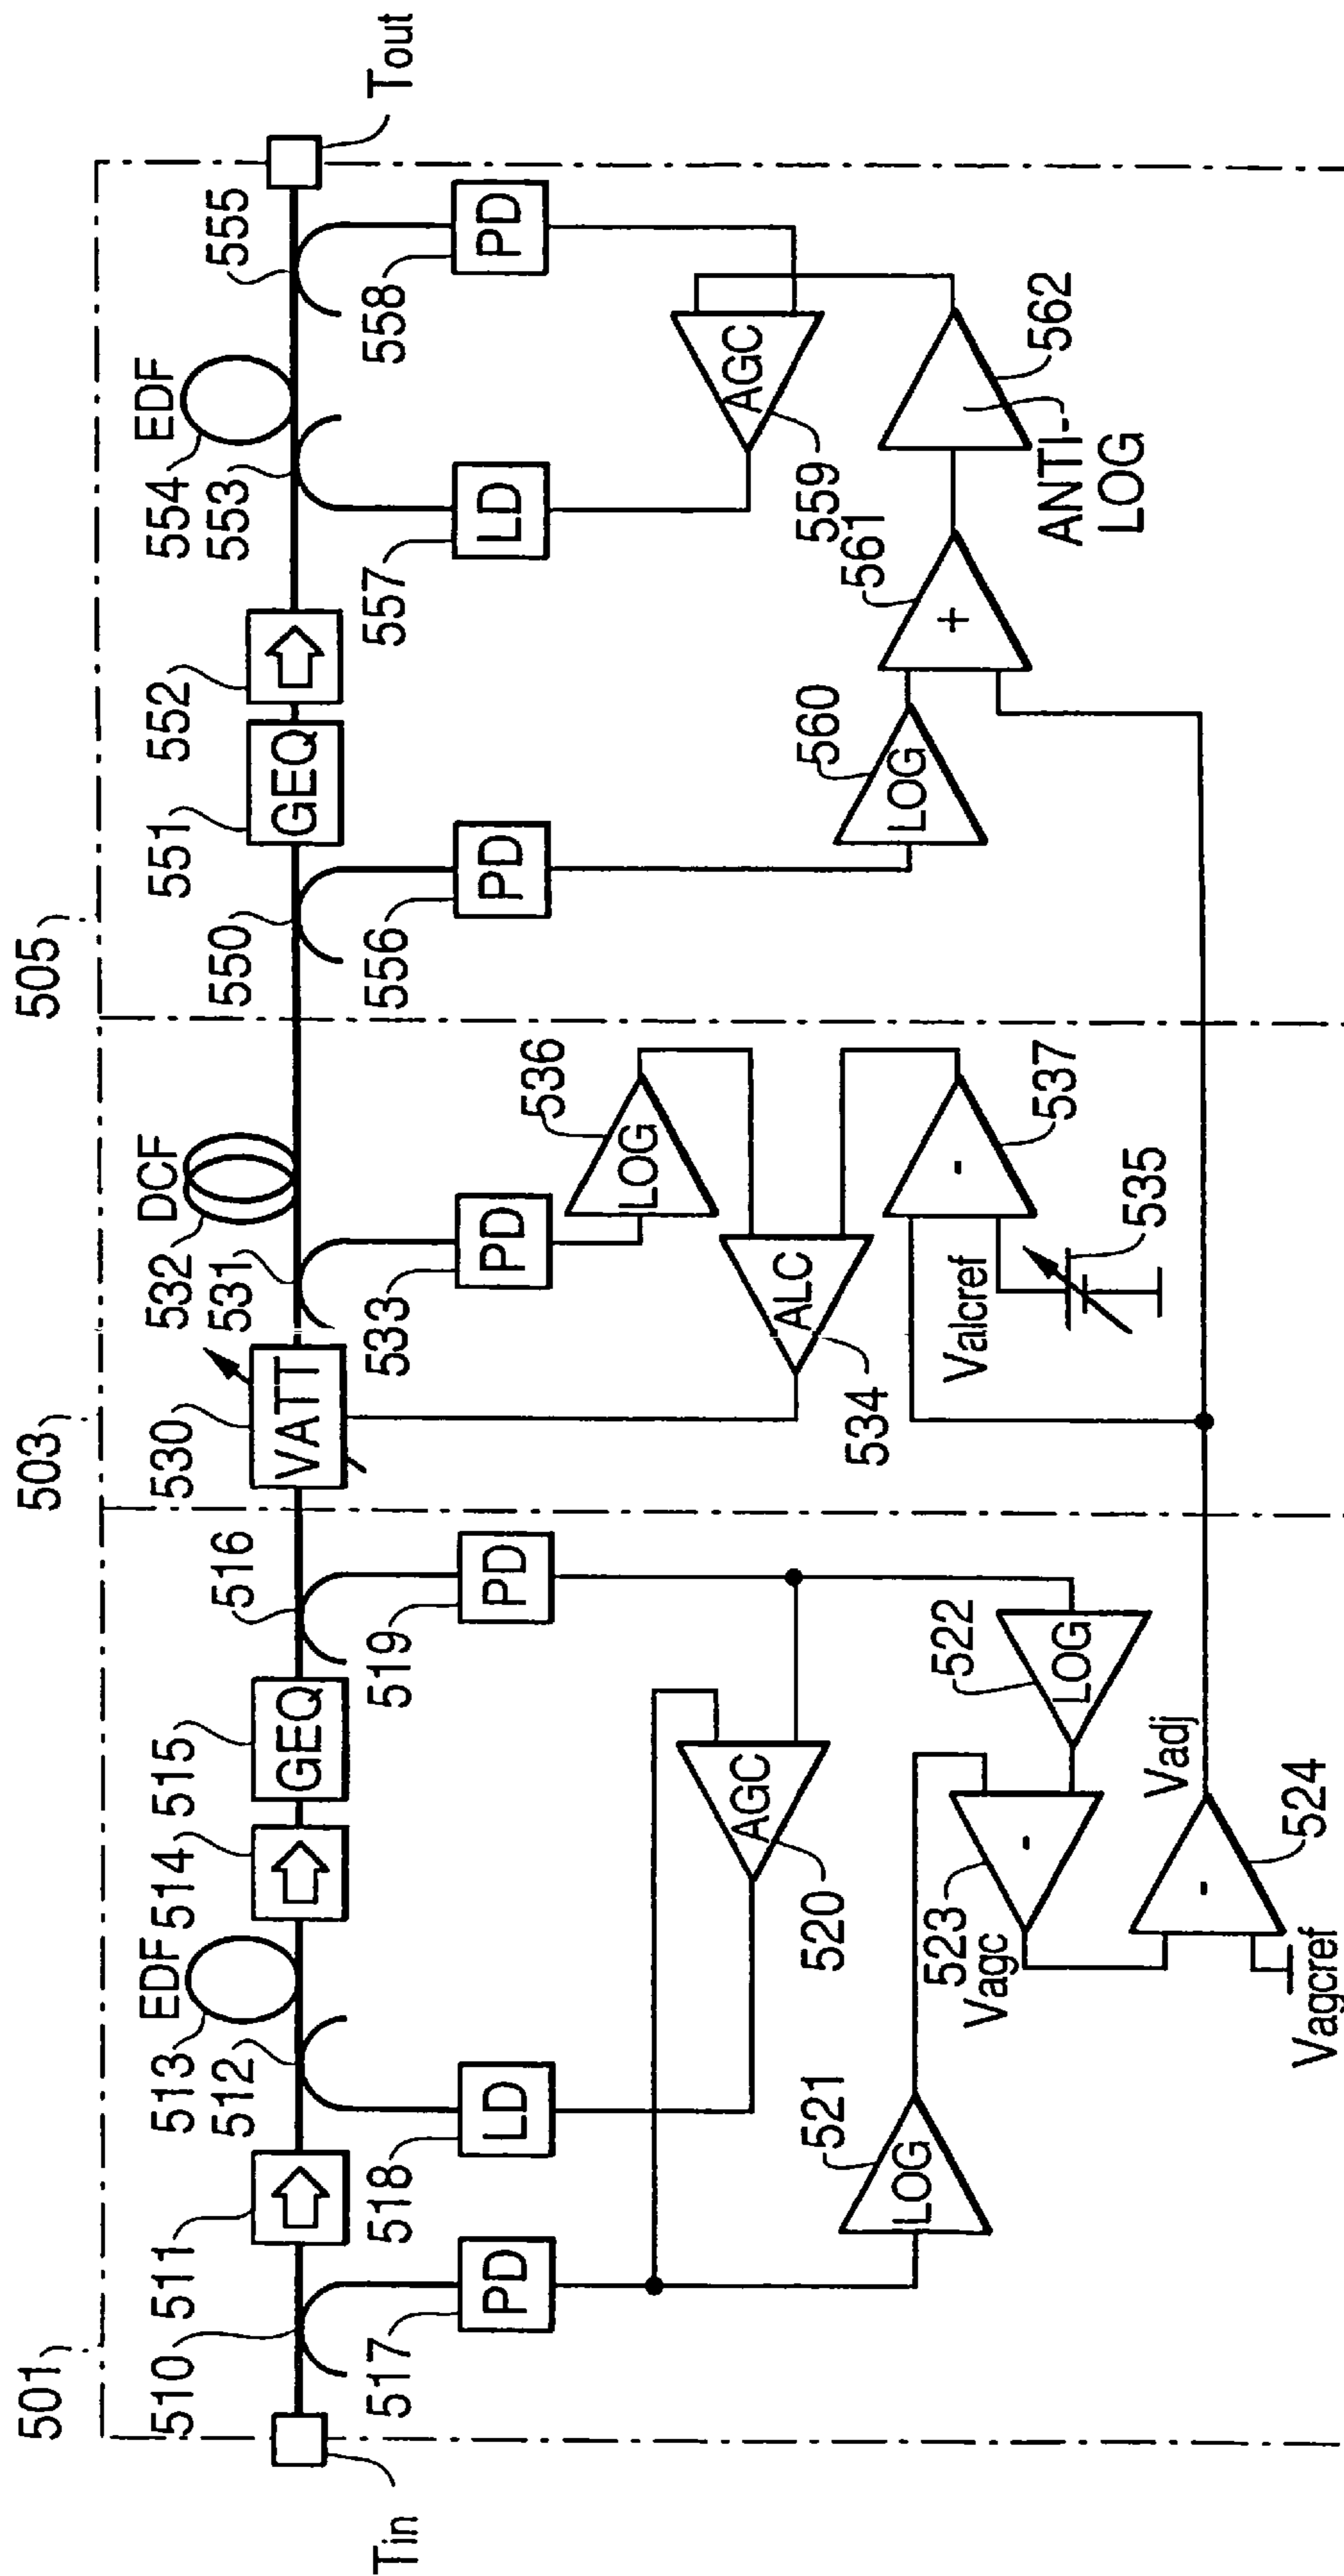 501
503
505
Tin
510
511
512
513
EDF
514
515
GEQ
516
530
VATT
531
532
DCF
550
551
GEQ
552
553
554
EDF
555
Tout
517
PD
518
LD
519
PD
533
PD
556
PD
557
LD
558
PD
AGC
520
LOG
521
LOG
522
523
-
Vagc
-
524
Vadj
Vagcref
LOG
536
ALC
534
-
537
Valcref
535
LOG
560
+
561
AGC
559
562
ANTI-
LOG